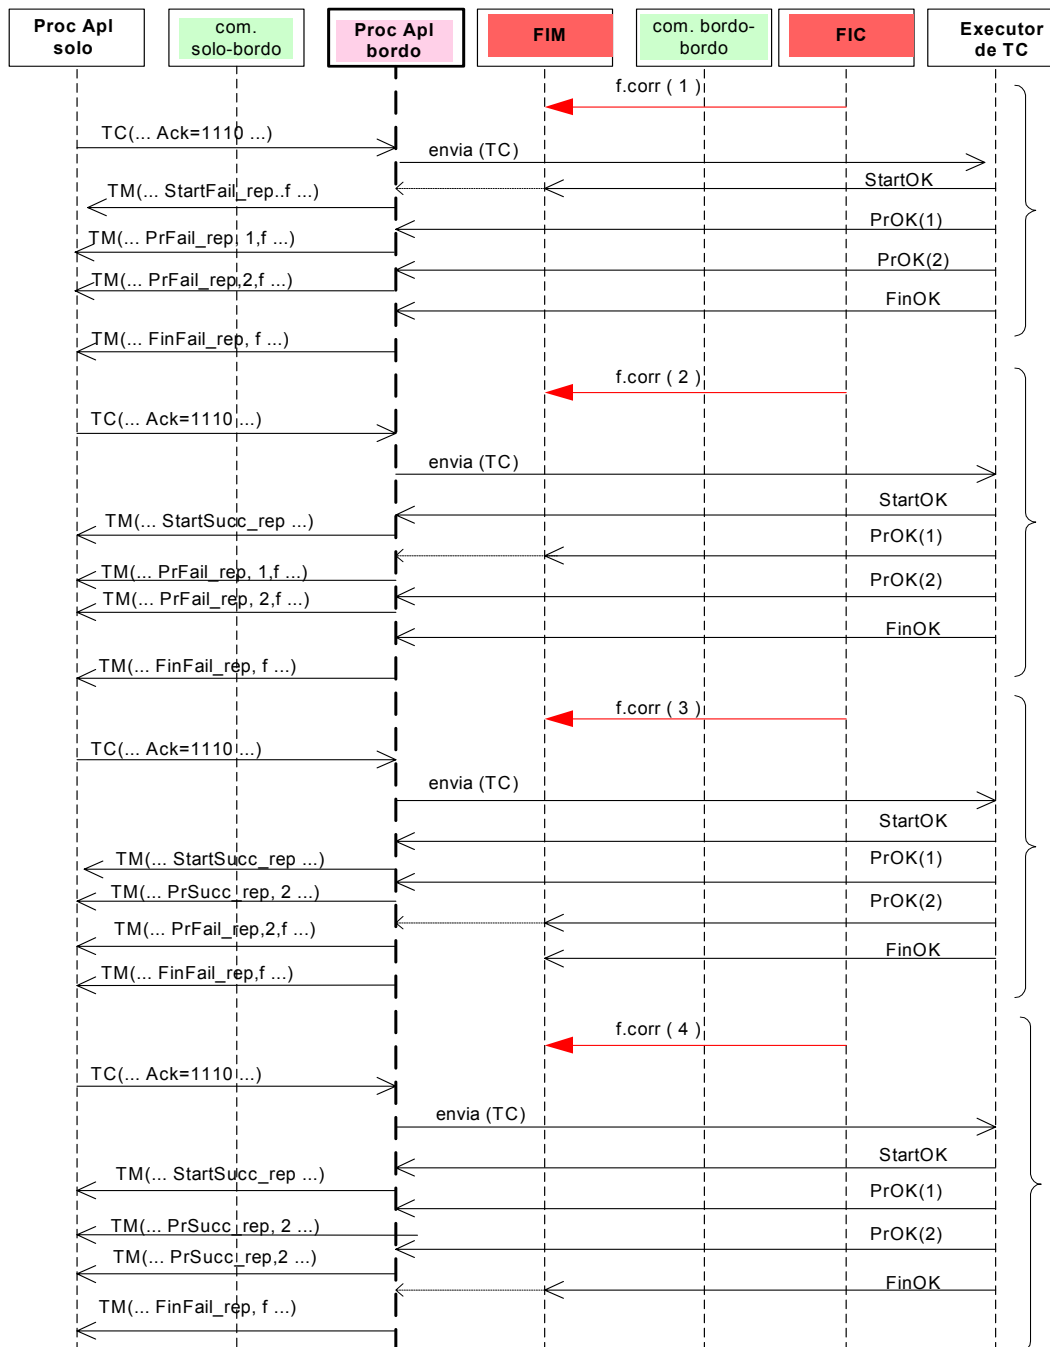 Proc Apl
solo
com.
solo-bordo
Proc Apl
bordo
FIM
com. bordo-
bordo
FIC
Executor
de TC
f.corr ( 1 )
TC(... Ack=1110 ...)
envia (TC)
StartOK
TM(... StartFail_rep..f ...)
PrOK(1)
TM(... PrFail_rep, 1,f ...)
PrOK(2)
TM(... PrFail_rep,2,f ...)
FinOK
TM(... FinFail_rep, f ...)
f.corr ( 2 )
TC(... Ack=1110 ...)
envia (TC)
StartOK
TM(... StartSucc_rep ...)
PrOK(1)
TM(... PrFail_rep, 1,f ...)
PrOK(2)
TM(... PrFail_rep, 2,f ...)
FinOK
TM(... FinFail_rep, f ...)
f.corr ( 3 )
TC(... Ack=1110 ...)
envia (TC)
StartOK
TM(... StartSucc_rep ...)
PrOK(1)
TM(... PrSucc_rep, 2 ...)
PrOK(2)
TM(... PrFail_rep,2,f ...)
FinOK
TM(... FinFail_rep,f ...)
f.corr ( 4 )
TC(... Ack=1110 ...)
envia (TC)
StartOK
TM(... StartSucc_rep ...)
PrOK(1)
TM(... PrSucc_rep, 2 ...)
PrOK(2)
TM(... PrSucc_rep,2 ...)
FinOK
TM(... FinFail_rep, f ...)